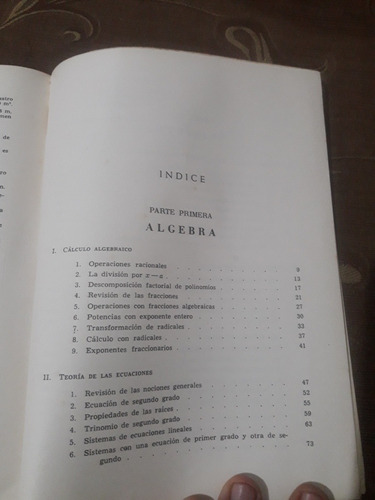 de
es
INDICE
PARTE PRIMERA
ALGEBRA
I. CÁLCULO ALGEBRAICO
1. Operaciones racionales . . . . . . . . 9
2. La división por x—a . . . . . . . . 13
3. Descomposición factorial de polinomios . . . . 17
4. Revisión de las fracciones . . . . . . . 21
5. Operaciones con fracciones algebraicas . . . . 27
6. Potencias con exponente entero . . . . . . 30
7. Transformación de radicales . . . . . . . 33
8. Cálculo con radicales . . . . . . . . 37
9. Exponentes fraccionarios . . . . . . . 41
II. TEORÍA DE LAS ECUACIONES
1. Revisión de las nociones generales . . . . . 47
2. Ecuación de segundo grado . . . . . . . 52
3. Propiedades de las raíces . . . . . . . 55
4. Trinomio de segundo grado . . . . . . . 59
5. Sistemas de ecuaciones lineales . . . . . . 63
6. Sistemas con una ecuación de primer grado y otra de se-
gundo . . . . . . . . . . . 73